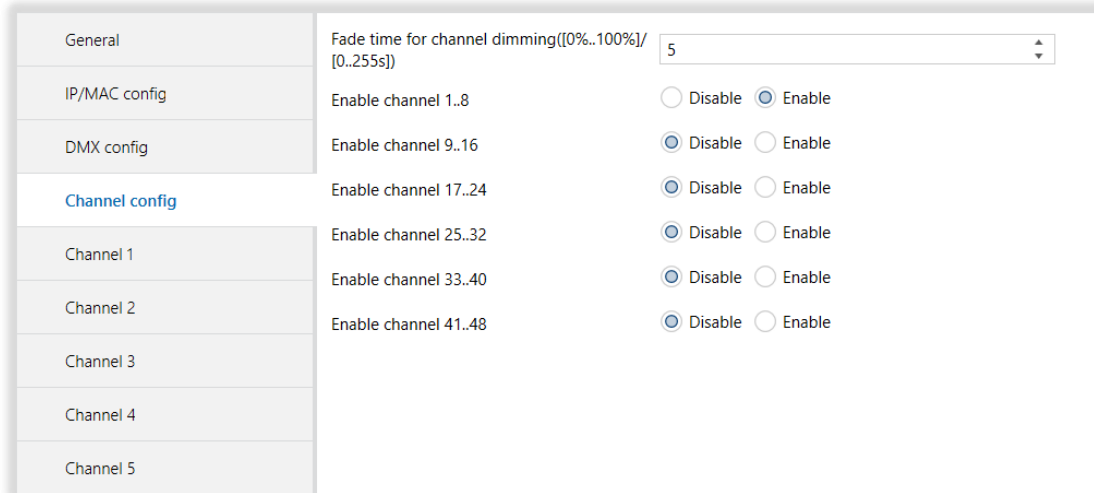 General
IP/MAC config
DMX config
Channel config
Channel 1
Channel 2
Channel 3
Channel 4
Channel 5
Fade time for channel dimming([0%..100%]/
[0..255s])
5
Enable channel 1..8 Disable Enable
Enable channel 9..16 Disable Enable
Enable channel 17..24 Disable Enable
Enable channel 25..32 Disable Enable
Enable channel 33..40 Disable Enable
Enable channel 41..48 Disable Enable